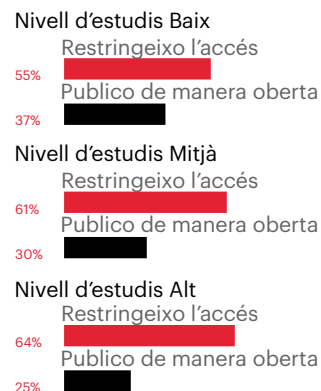 Nivell d'estudis Baix
Restringeixo l'accés
55%
Publico de manera oberta
37%
Nivell d'estudis Mitjà
Restringeixo l'accés
61%
Publico de manera oberta
30%
Nivell d'estudis Alt
Restringeixo l'accés
64%
Publico de manera oberta
25%